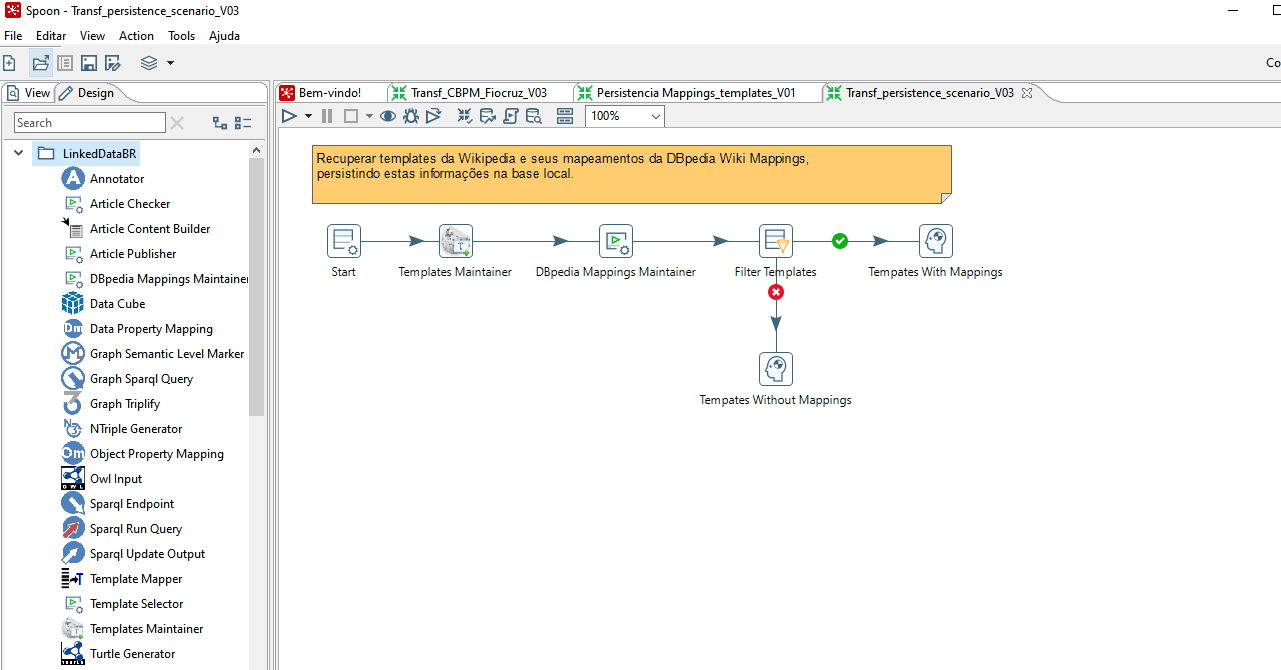 Spoon - Transf_persistence_scenario_V03
File Editar View Action Tools Ajuda
Co
View Design
Bem-vindo! Transf_CBPM_Fiocruz_V03 Persistencia Mappings_templates_V01 Transf_persistence_scenario_V03
Search
100%
LinkedDataBR
Annotator
Article Checker
Article Content Builder
Article Publisher
DBpedia Mappings Maintainer
Data Cube
Data Property Mapping
Graph Semantic Level Marker
Graph Sparql Query
Graph Triplify
NTriple Generator
Object Property Mapping
Owl Input
Sparql Endpoint
Sparql Run Query
Sparql Update Output
Template Mapper
Template Selector
Templates Maintainer
Turtle Generator
Recuperar templates da Wikipedia e seus mapeamentos da DBpedia Wiki Mappings,
persistindo estas informações na base local.
Start Templates Maintainer DBpedia Mappings Maintainer Filter Templates Tempates With Mappings
Tempates Without Mappings